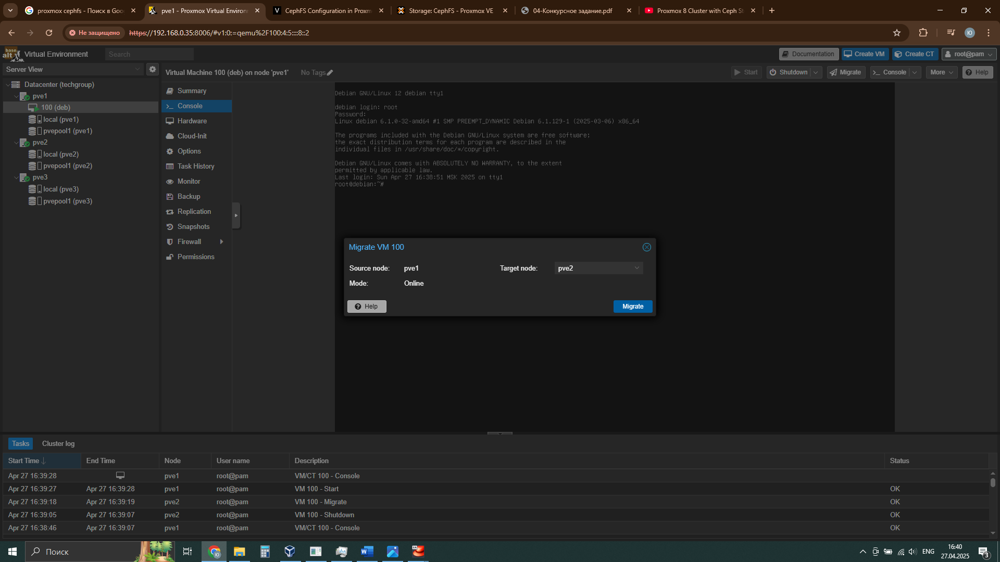 proxmox cephfs - Поиск в Goo
pve1 - Proxmox Virtual Environ
CephFS Configuration in Proxm
Storage: CephFS - Proxmox VE
04-Конкурсное задание.pdf
Proxmox 8 Cluster with Ceph St
Не защищено
https://192.168.0.35:8006/#v1:0:=qemu%2F100:4:5::::8::2
Ю
base
alt
Virtual Environment
Search
Documentation
Create VM
Create CT
root@pam
Server View
Virtual Machine 100 (deb) on node 'pve1'
No Tags
Start
Shutdown
Migrate
Console
More
Help
Datacenter (techgroup)
pve1
100 (deb)
local (pve1)
pvepool1 (pve1)
pve2
local (pve2)
pvepool1 (pve2)
pve3
local (pve3)
pvepool1 (pve3)
Summary
Console
Hardware
Cloud-Init
Options
Task History
Monitor
Backup
Replication
Snapshots
Firewall
Permissions
Debian GNU/Linux 12 debian tty1
debian login: root
Password:
Linux debian 6.1.0-32-amd64 #1 SMP PREEMPT_DYNAMIC Debian 6.1.129-1 (2025-03-06) x86_64
The programs included with the Debian GNU/Linux system are free software;
the exact distribution terms for each program are described in the
individual files in /usr/share/doc/*/copyright.
Debian GNU/Linux comes with ABSOLUTELY NO WARRANTY, to the extent
permitted by applicable law.
Last login: Sun Apr 27 16:38:51 MSK 2025 on tty1
root@debian:~#
Migrate VM 100
Source node: pve1 Target node: pve2
Mode: Online
Help
Migrate
Tasks
Cluster log
Start Time End Time Node User name Description Status
Apr 27 16:39:28 pve1 root@pam VM/CT 100 - Console
Apr 27 16:39:27 Apr 27 16:39:28 pve1 root@pam VM 100 - Start OK
Apr 27 16:39:18 Apr 27 16:39:19 pve2 root@pam VM 100 - Migrate OK
Apr 27 16:39:05 Apr 27 16:39:07 pve2 root@pam VM 100 - Shutdown OK
Apr 27 16:38:46 Apr 27 16:39:07 pve1 root@pam VM/CT 100 - Console OK
Поиск
Ю
64
ENG
16:40
27.04.2025
3